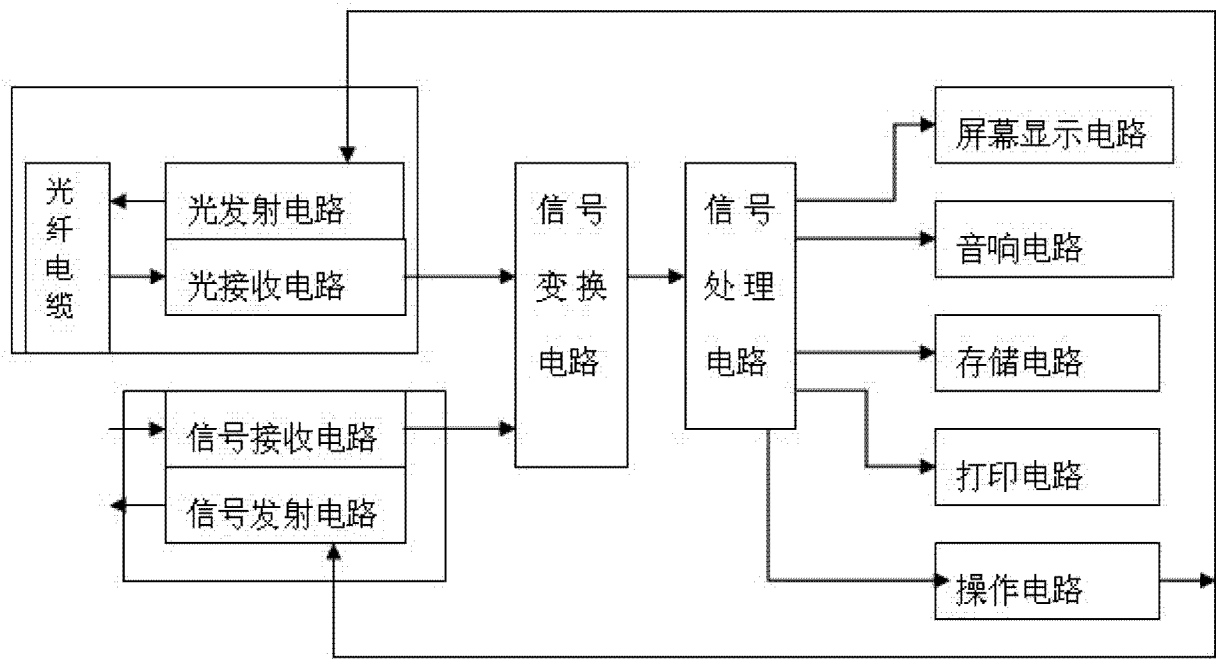 光纤电缆
光发射电路
光接收电路
信号接收电路
信号发射电路
信号
变换
电路
信号
处理
电路
屏幕显示电路
音响电路
存储电路
打印电路
操作电路